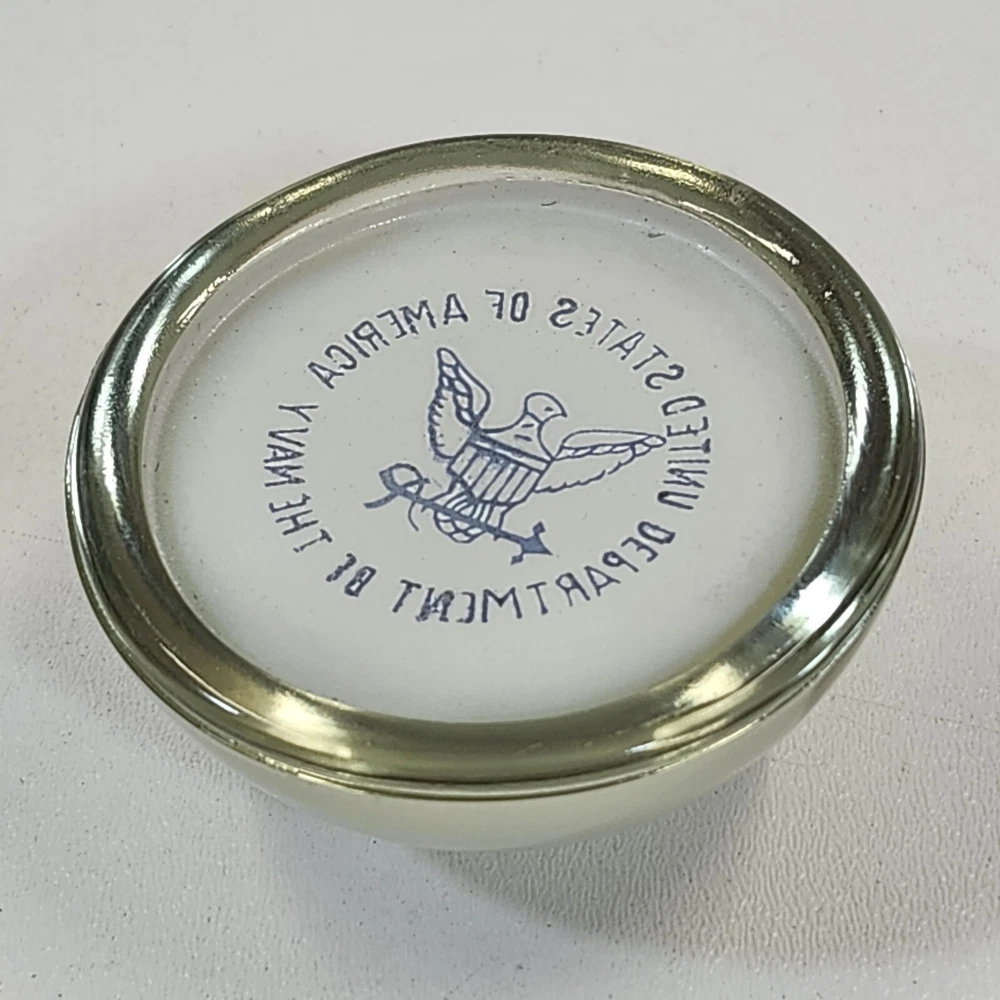 UNITED STATES OF AMERICA
DEPARTMENT OF THE NAVY